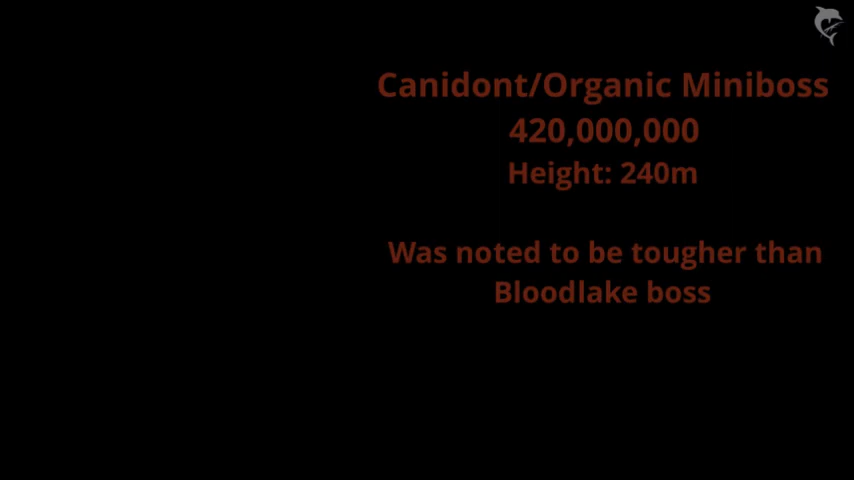 Canidont/Organic Miniboss
420,000,000
Height: 240m
Was noted to be tougher than
Bloodlake boss